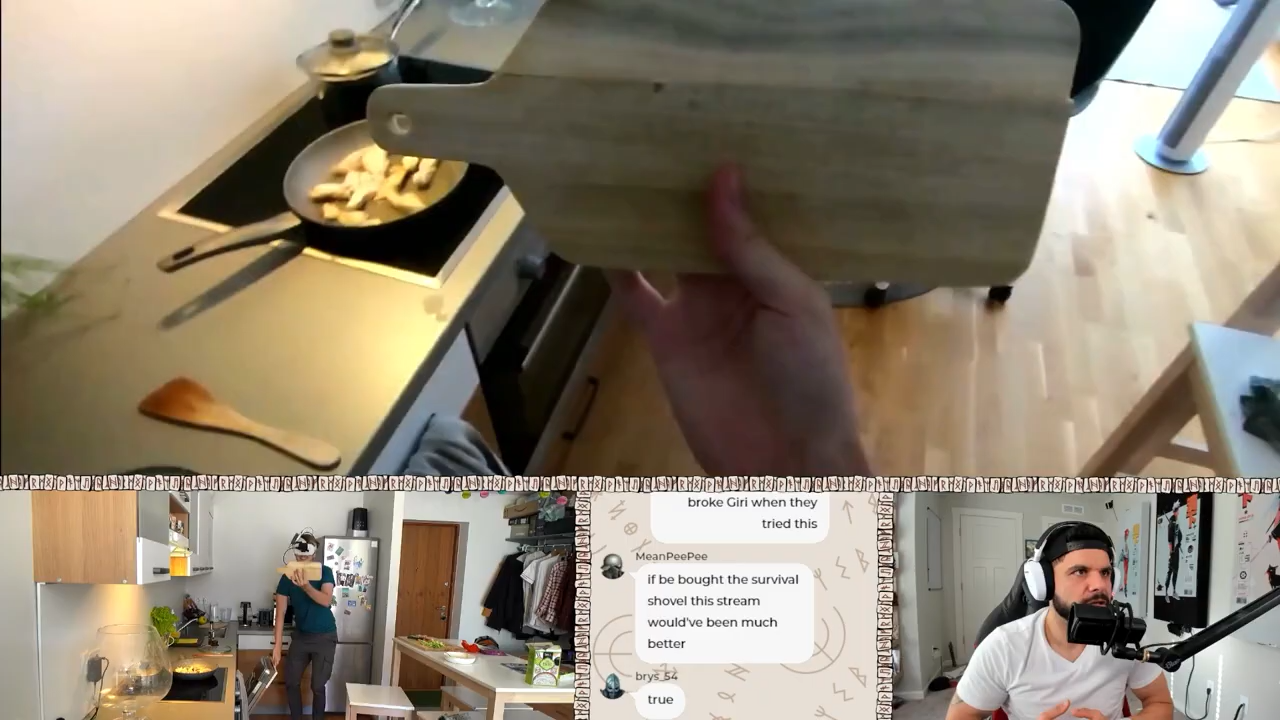 broke Giri when they
tried this
MeanPeePee
if be bought the survival
shovel this stream
would've been much
better
brys_54
true